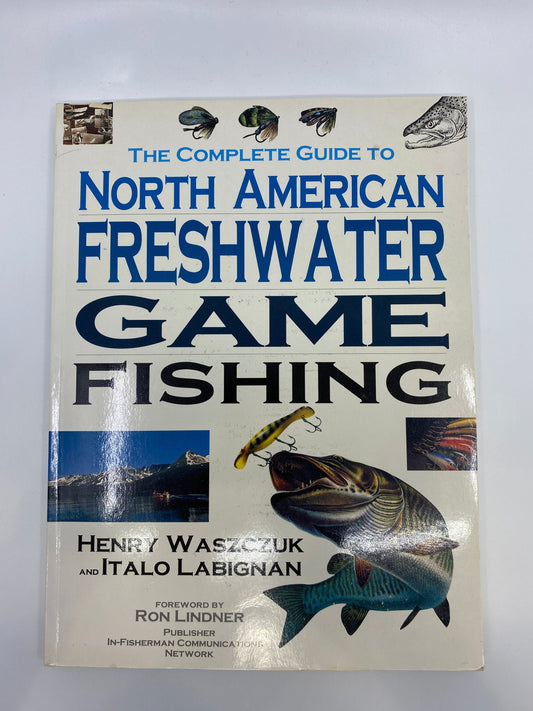 THE COMPLETE GUIDE TO
NORTH AMERICAN
FRESHWATER
GAME
FISHING
HENRY WASZCZUK
AND ITALO LABIGNAN
FOREWORD BY
RON LINDNER
PUBLISHER
IN-FISHERMAN COMMUNICATIONS
NETWORK